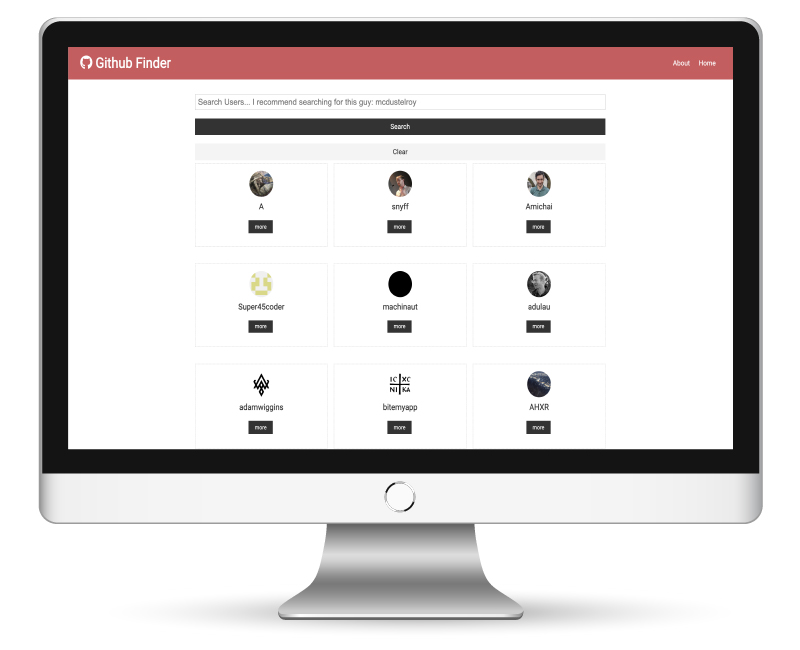 Github Finder
About Home
Search Users... I recommend searching for this guy: mcdustelroy
Search
Clear
A snyff Amichai
more more more
Super45coder machinaut adulau
more more more
IC XC
NI KA
adamwiggins bitemyapp AHXR
more more more